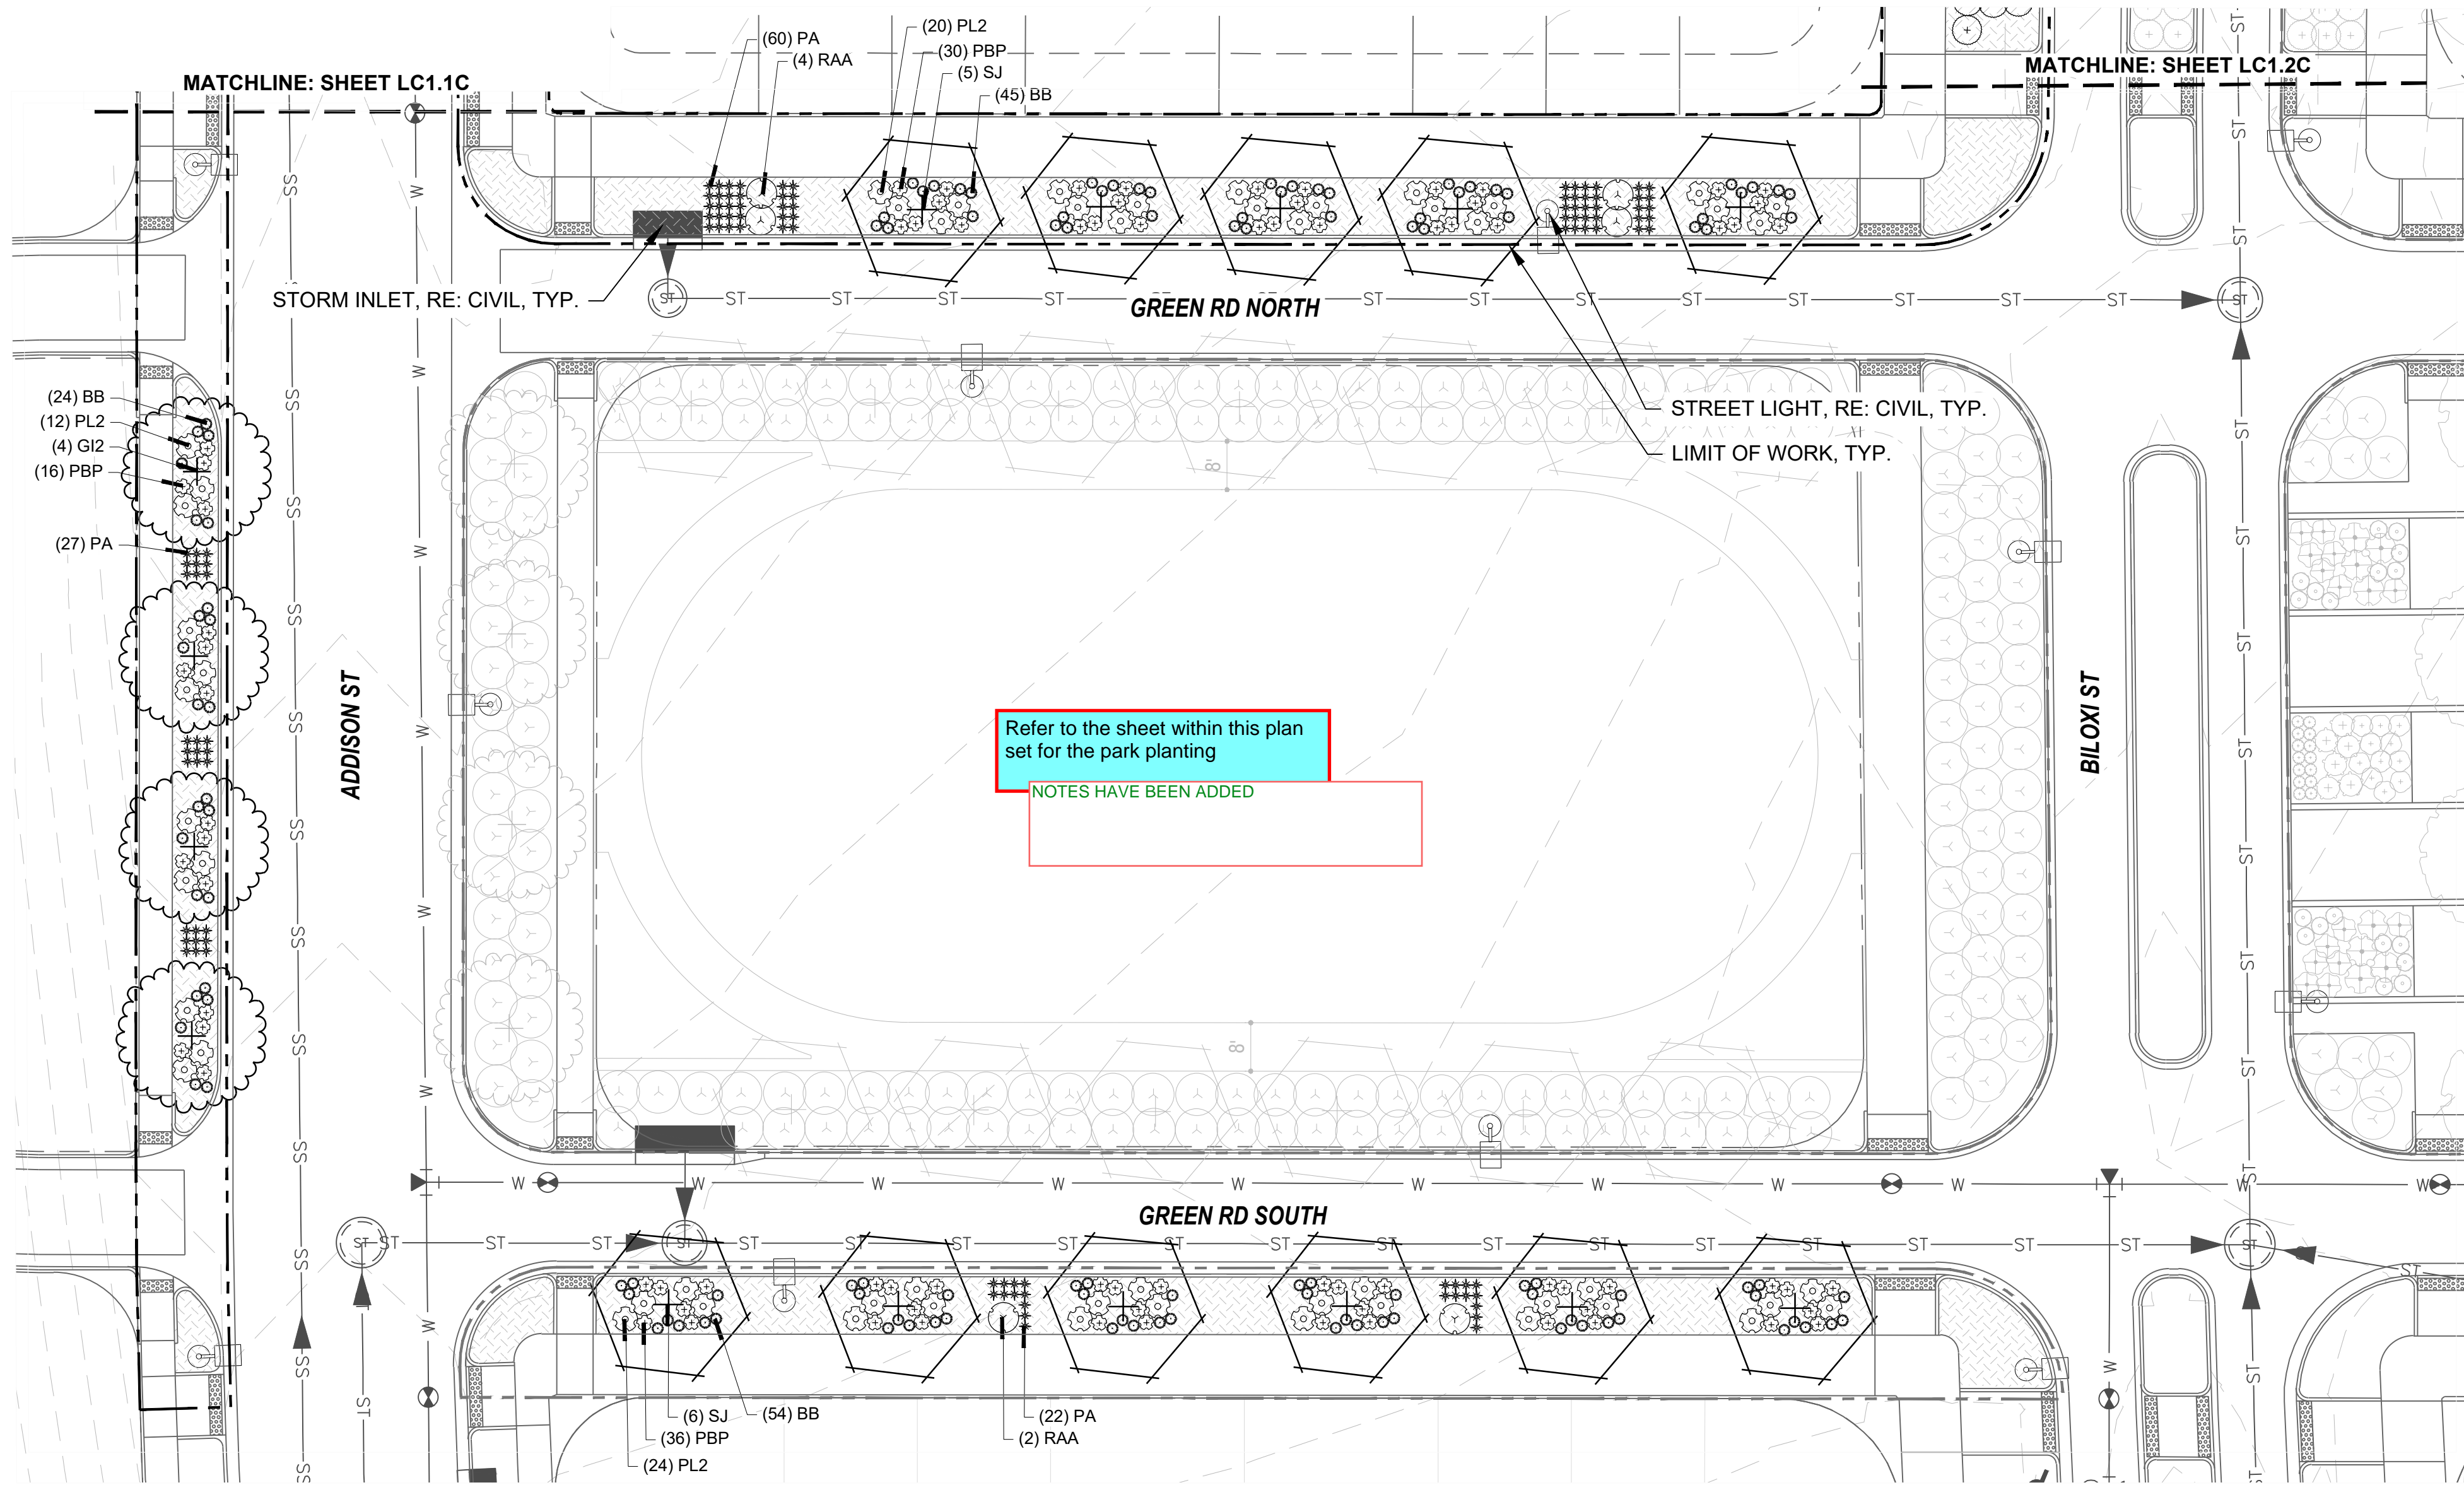 (20) PL2
(60) PA
(30) PBP
(4) RAA
(5) SJ
(45) BB
MATCHLINE: SHEET LC1.1C
MATCHLINE: SHEET LC1.2C
STORM INLET, RE: CIVIL, TYP.
GREEN RD NORTH
(24) BB
(12) PL2
(4) GI2
(16) PBP
(27) PA
STREET LIGHT, RE: CIVIL, TYP.
LIMIT OF WORK, TYP.
8'
ADDISON ST
BILOXI ST
Refer to the sheet within this plan
set for the park planting
NOTES HAVE BEEN ADDED
8'
GREEN RD SOUTH
(6) SJ
(54) BB
(22) PA
(36) PBP
(2) RAA
(24) PL2
ST
SS
W